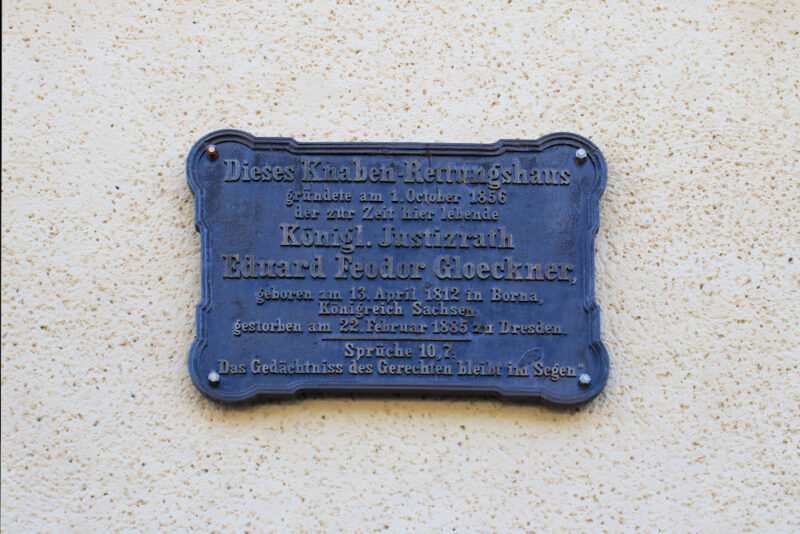 Dieses Knaben-Rettungshaus
gründete am 1. October 1856
der zur Zeit hier lebende
Königl. Justizrath
Eduard Feodor Gloeckner,
geboren am 13. April 1812 in Borna,
Königreich Sachsen
gestorben am 22. Februar 1885 zu Dresden.
Sprüche 10,7:
„Das Gedächtniss des Gerechten bleibt im Segen“